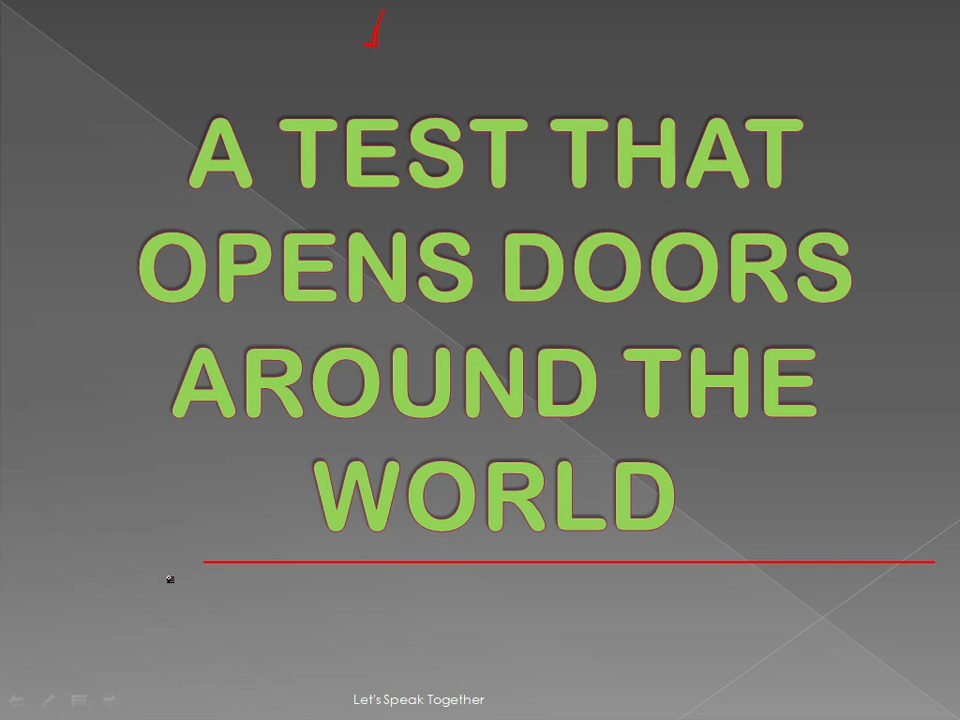 A TEST THAT
OPENS DOORS
AROUND THE
WORLD
Let's Speak Together